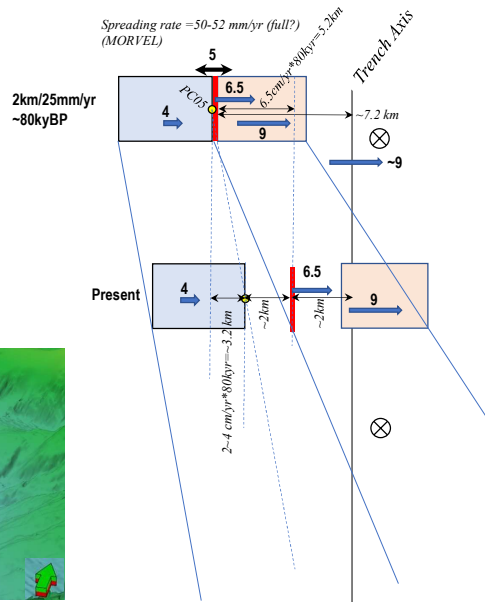 Spreading rate =50-52 mm/yr (full?)
(MORVEL)
Trench Axis
5
6.5cm/yr*80kyr=5.2km
PC05
6.5
2km/25mm/yr
~80kyBP
4
9
~7.2 km
~9
Present
4
6.5
9
~2km
~2km
2~4 cm/yr*80kyr=~3.2 km